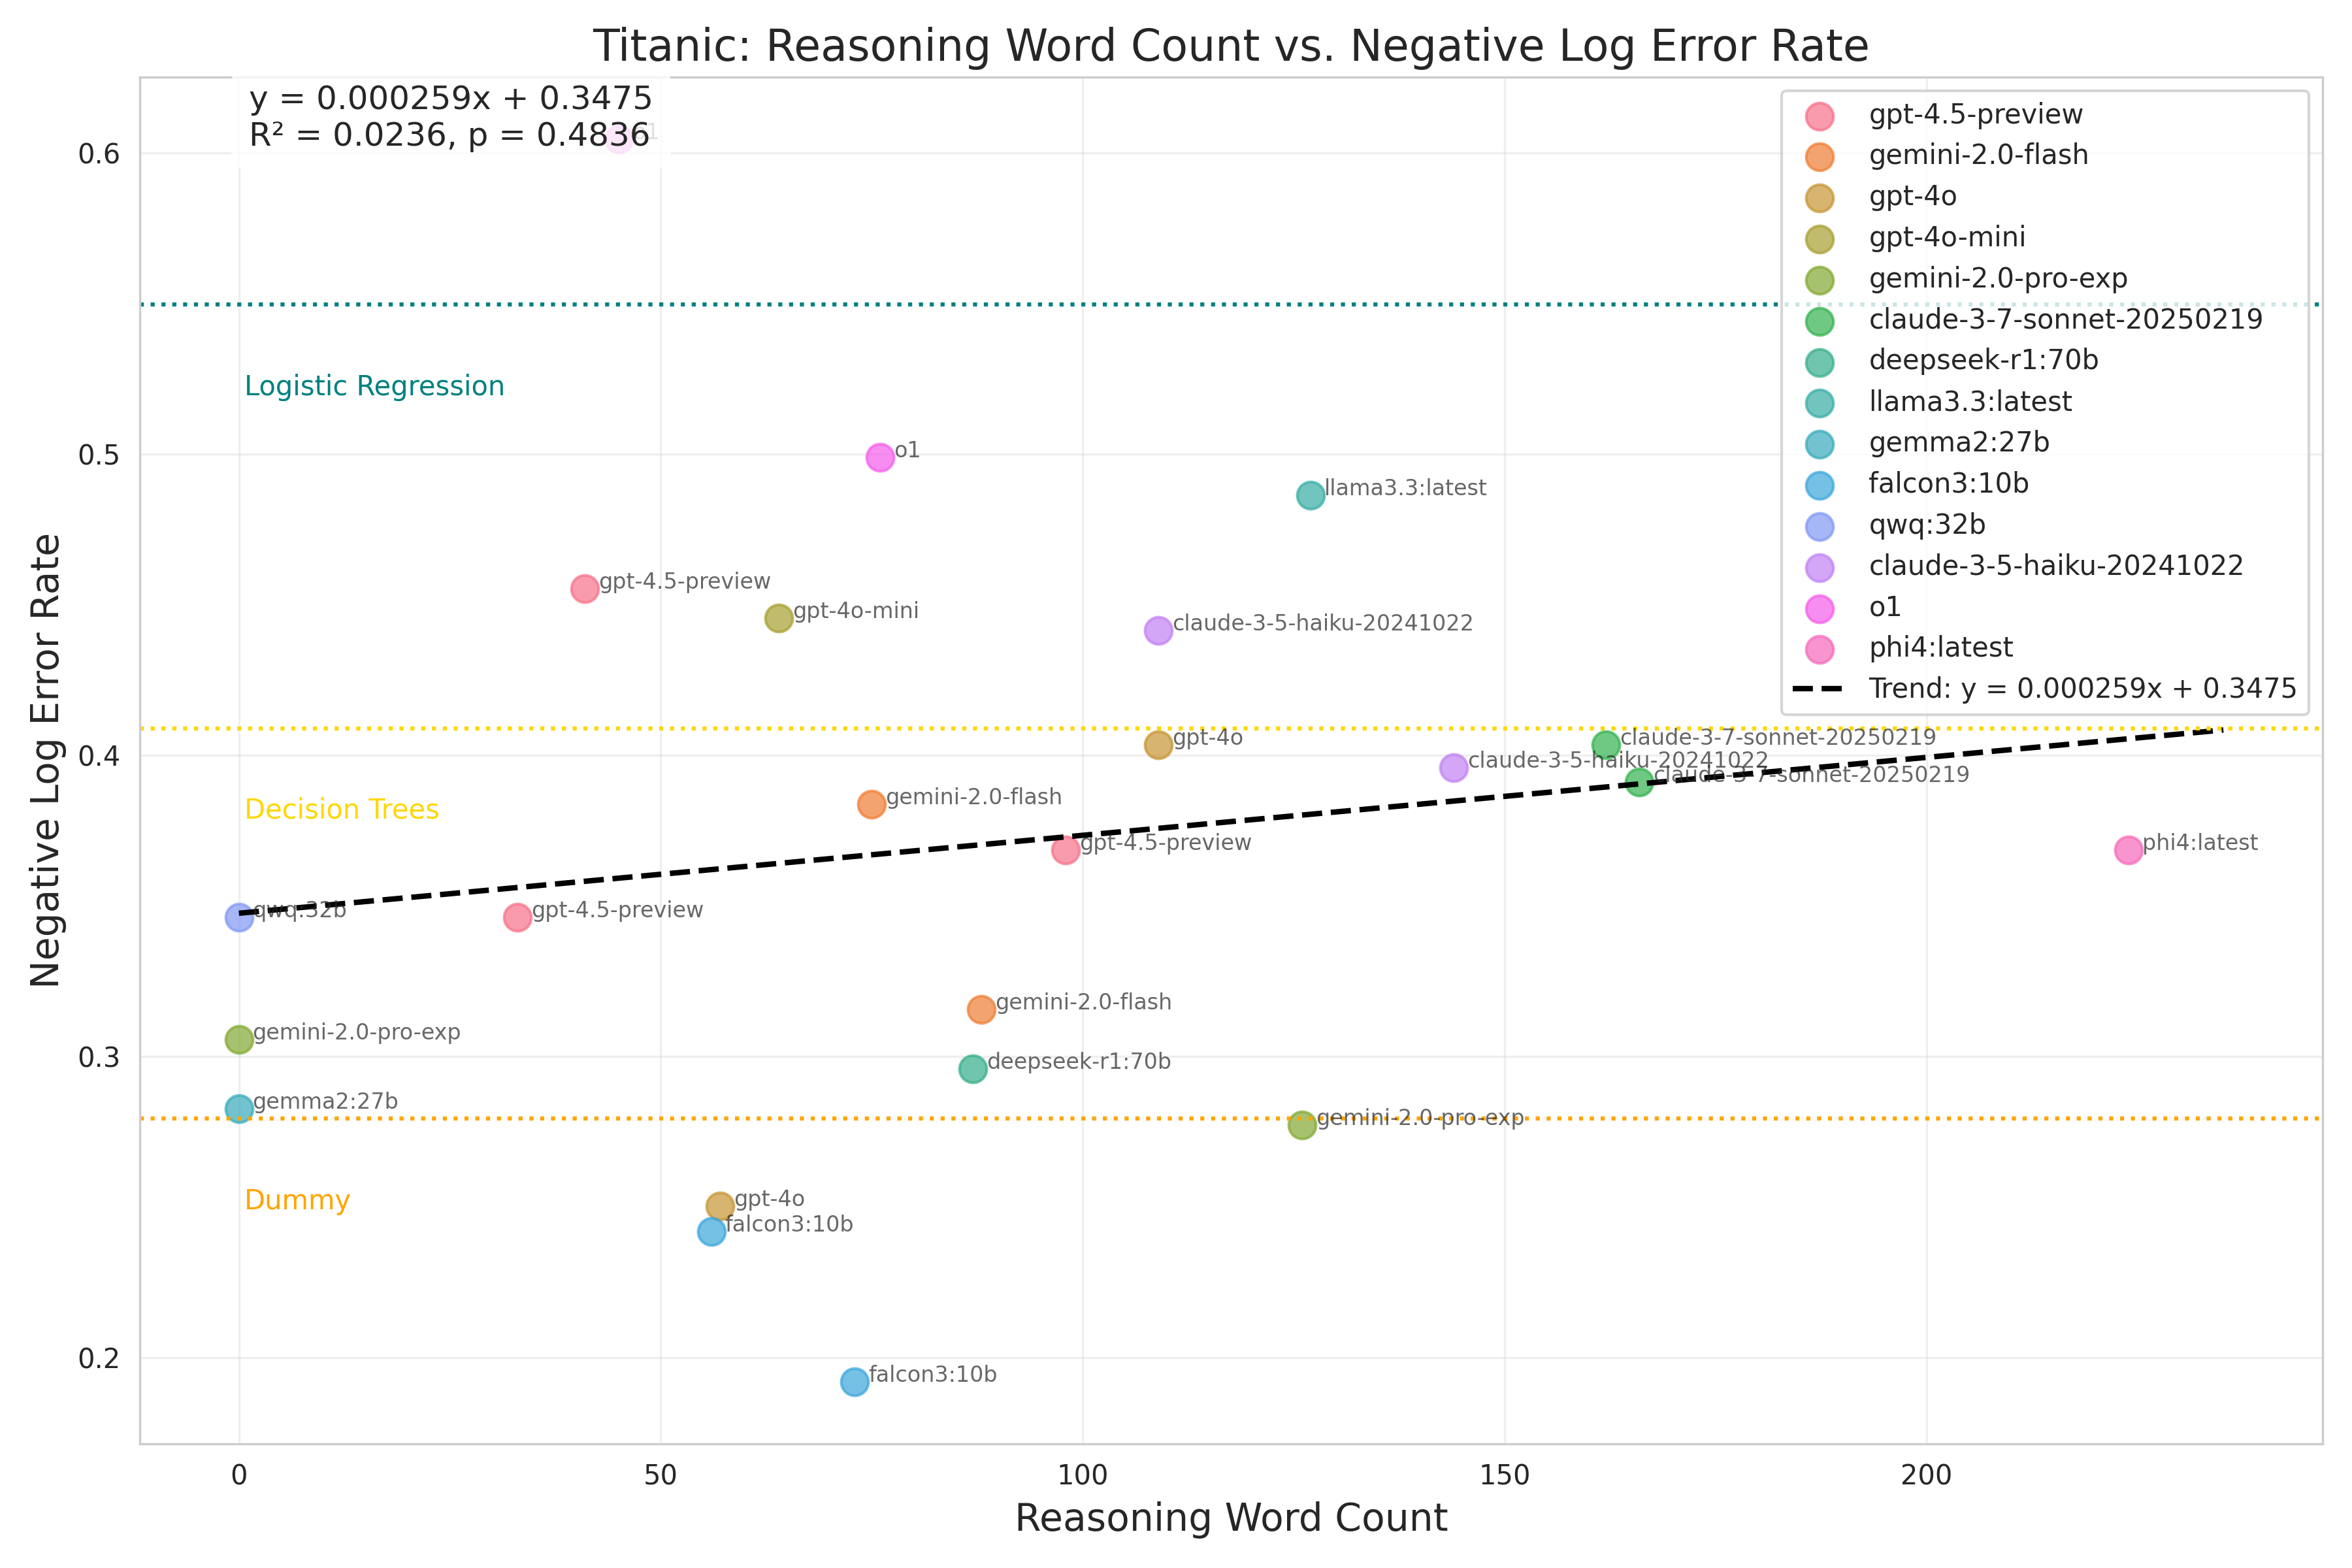 Titanic: Reasoning Word Count vs. Negative Log Error Rate
y = 0.000259x + 0.3475
R² = 0.0236, p = 0.4836
gpt-4.5-preview
gemini-2.0-flash
gpt-4o
gpt-4o-mini
gemini-2.0-pro-exp
claude-3-7-sonnet-20250219
deepseek-r1:70b
llama3.3:latest
gemma2:27b
falcon3:10b
qwq:32b
claude-3-5-haiku-20241022
o1
phi4:latest
Trend: y = 0.000259x + 0.3475
Negative Log Error Rate
0.6
0.5
0.4
0.3
0.2
Logistic Regression
o1
llama3.3:latest
gpt-4.5-preview
gpt-4o-mini
claude-3-5-haiku-20241022
gpt-4o
claude-3-7-sonnet-20250219
claude-3-5-haiku-20241022
claude-3-7-sonnet-20250219
gemini-2.0-flash
Decision Trees
gpt-4.5-preview
phi4:latest
qwq:32b
gpt-4.5-preview
gemini-2.0-flash
gemini-2.0-pro-exp
deepseek-r1:70b
gemma2:27b
gemini-2.0-pro-exp
Dummy
gpt-4o
falcon3:10b
falcon3:10b
0
50
100
150
200
Reasoning Word Count